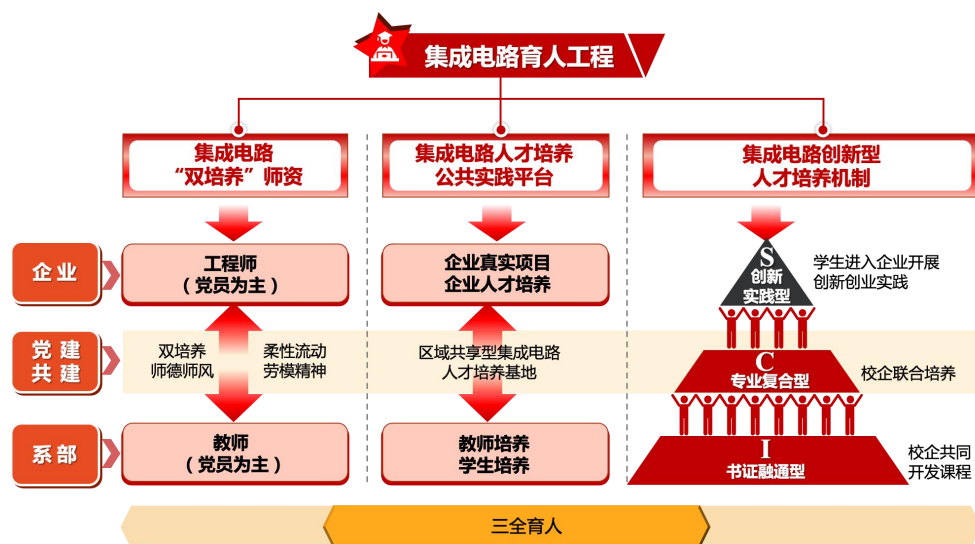 集成电路育人工程
集成电路
“双培养”师资
集成电路人才培养
公共实践平台
集成电路创新型
人才培养机制
企业
工程师
（党员为主）
企业真实项目
企业人才培养
S
创新
实践型
学生进入企业开展
创新创业实践
党建
共建
双培养
师德师风
柔性流动
劳模精神
区域共享型集成电路
人才培养基地
C
专业复合型
校企联合培养
系部
教师
（党员为主）
教师培养
学生培养
I
书证融通型
校企共同
开发课程
三全育人